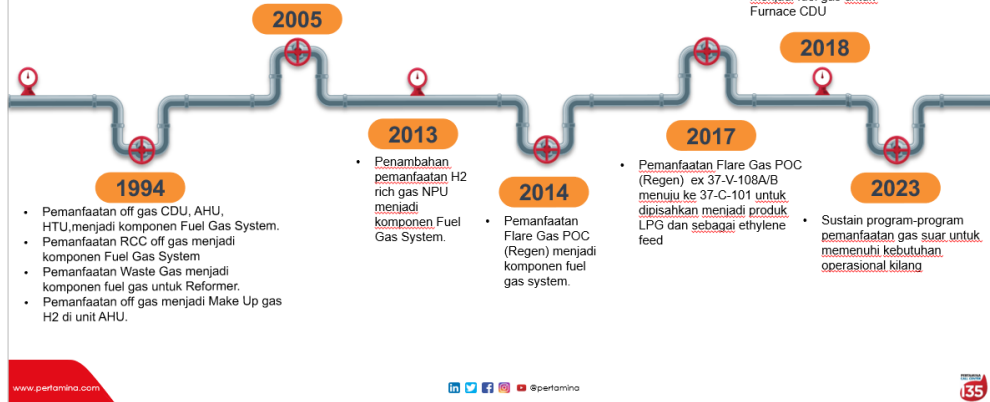 menjadi fuel gas untuk
Furnace CDU
2005
2018
2013
• Penambahan
pemanfaatan H2
rich gas NPU
menjadi
komponen Fuel
Gas System.
2017
• Pemanfaatan Flare Gas POC
(Regen) ex 37-V-108A/B
menuju ke 37-C-101 untuk
dipisahkan menjadi produk
LPG dan sebagai ethylene
feed
1994
• Pemanfaatan off gas CDU, AHU,
HTU,menjadi komponen Fuel Gas System.
• Pemanfaatan RCC off gas menjadi
komponen Fuel Gas System
• Pemanfaatan Waste Gas menjadi
komponen fuel gas untuk Reformer.
• Pemanfaatan off gas menjadi Make Up gas
H2 di unit AHU.
2014
• Pemanfaatan
Flare Gas POC
(Regen) menjadi
komponen fuel
gas system.
2023
• Sustain program-program
pemanfaatan gas suar untuk
memenuhi kebutuhan
operasional kilang
www.pertamina.com
@pertamina
PERTAMINA
135